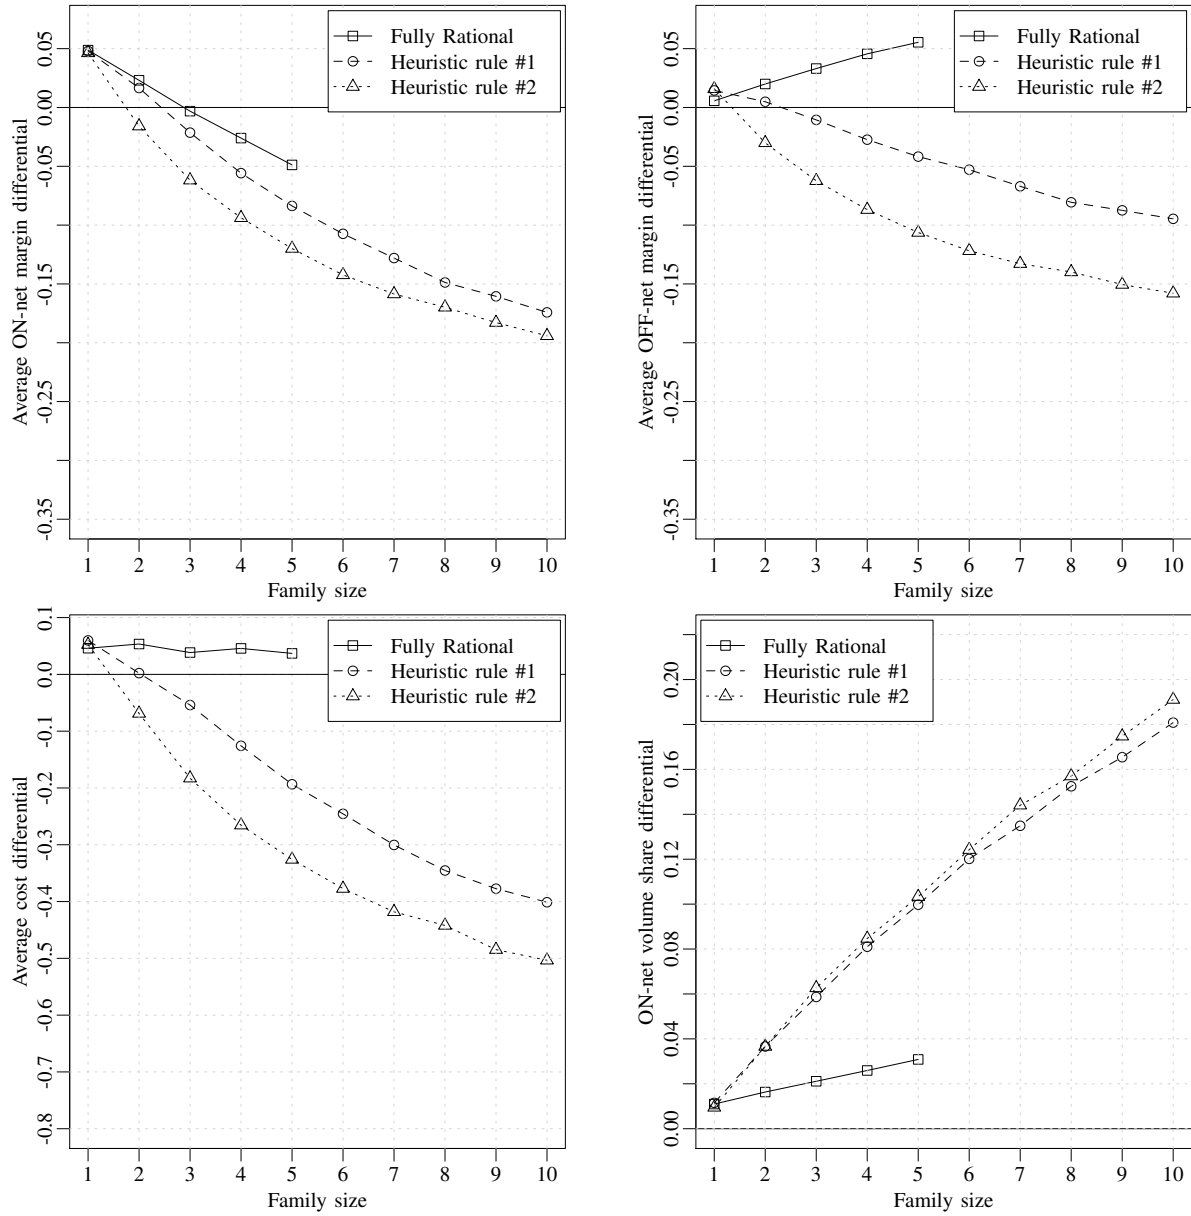 Fully Rational
Heuristic rule #1
Heuristic rule #2
Average ON-net margin differential
0.05
0.00
-0.05
-0.15
-0.25
-0.35
1 2 3 4 5 6 7 8 9 10
Family size
Fully Rational
Heuristic rule #1
Heuristic rule #2
Average OFF-net margin differential
0.05
0.00
-0.05
-0.15
-0.25
-0.35
1 2 3 4 5 6 7 8 9 10
Family size
Fully Rational
Heuristic rule #1
Heuristic rule #2
Average cost differential
0.1
0.0
-0.1
-0.2
-0.3
-0.4
-0.5
-0.6
-0.7
-0.8
1 2 3 4 5 6 7 8 9 10
Family size
Fully Rational
Heuristic rule #1
Heuristic rule #2
ON-net volume share differential
0.20
0.16
0.12
0.08
0.04
0.00
1 2 3 4 5 6 7 8 9 10
Family size